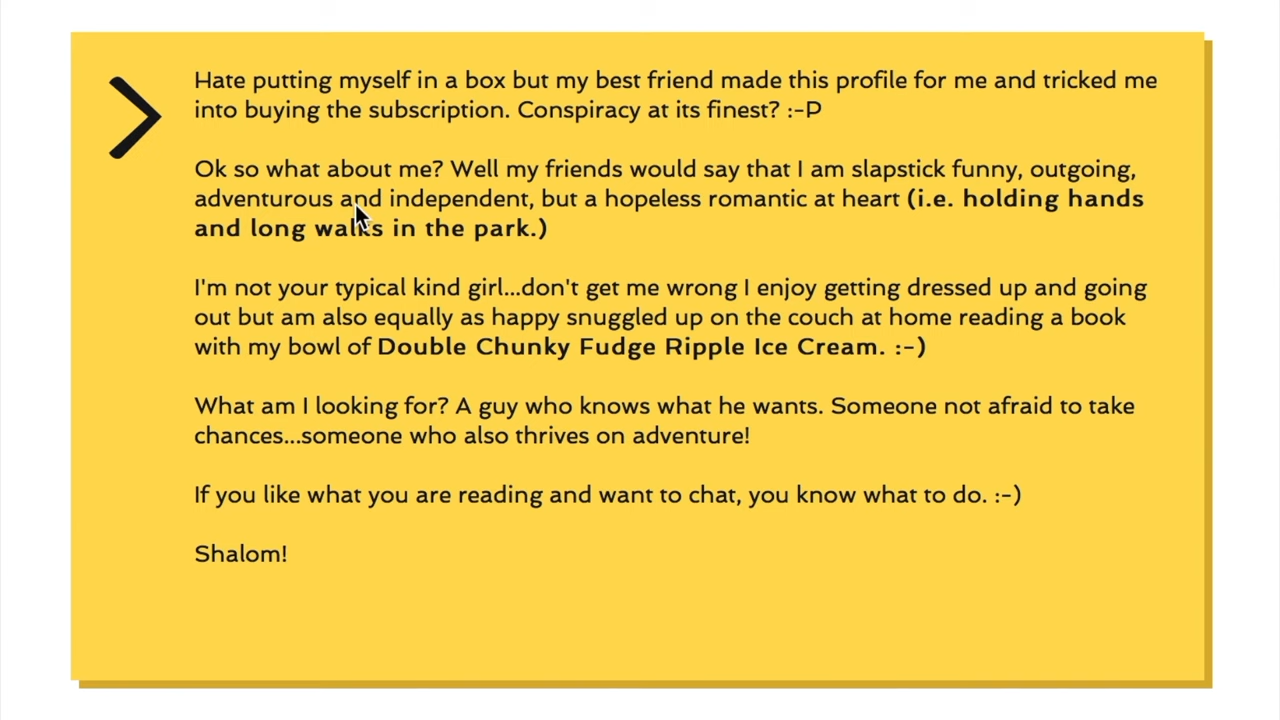 Hate putting myself in a box but my best friend made this profile for me and tricked me
into buying the subscription. Conspiracy at its finest? :-P
Ok so what about me? Well my friends would say that I am slapstick funny, outgoing,
adventurous and independent, but a hopeless romantic at heart (i.e. holding hands
and long walks in the park.)
I'm not your typical kind girl...don't get me wrong I enjoy getting dressed up and going
out but am also equally as happy snuggled up on the couch at home reading a book
with my bowl of Double Chunky Fudge Ripple Ice Cream. :-)
What am I looking for? A guy who knows what he wants. Someone not afraid to take
chances...someone who also thrives on adventure!
If you like what you are reading and want to chat, you know what to do. :-)
Shalom!